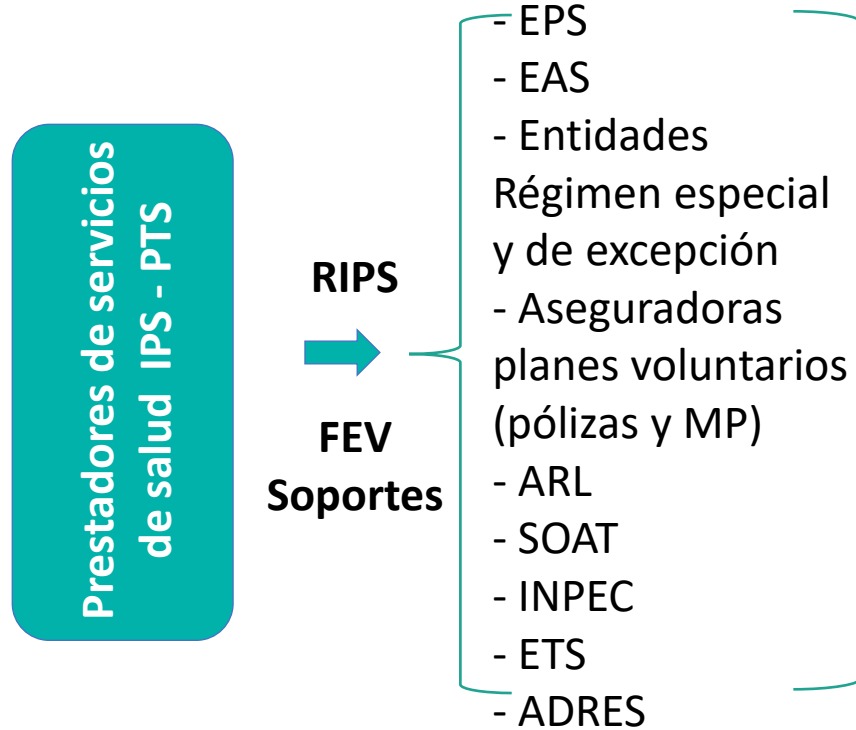 Prestadores de servicios
de salud IPS - PTS
RIPS
FEV
Soportes
- EPS
- EAS
- Entidades
Régimen especial
y de excepción
- Aseguradoras
planes voluntarios
(pólizas y MP)
- ARL
- SOAT
- INPEC
- ETS
- ADRES